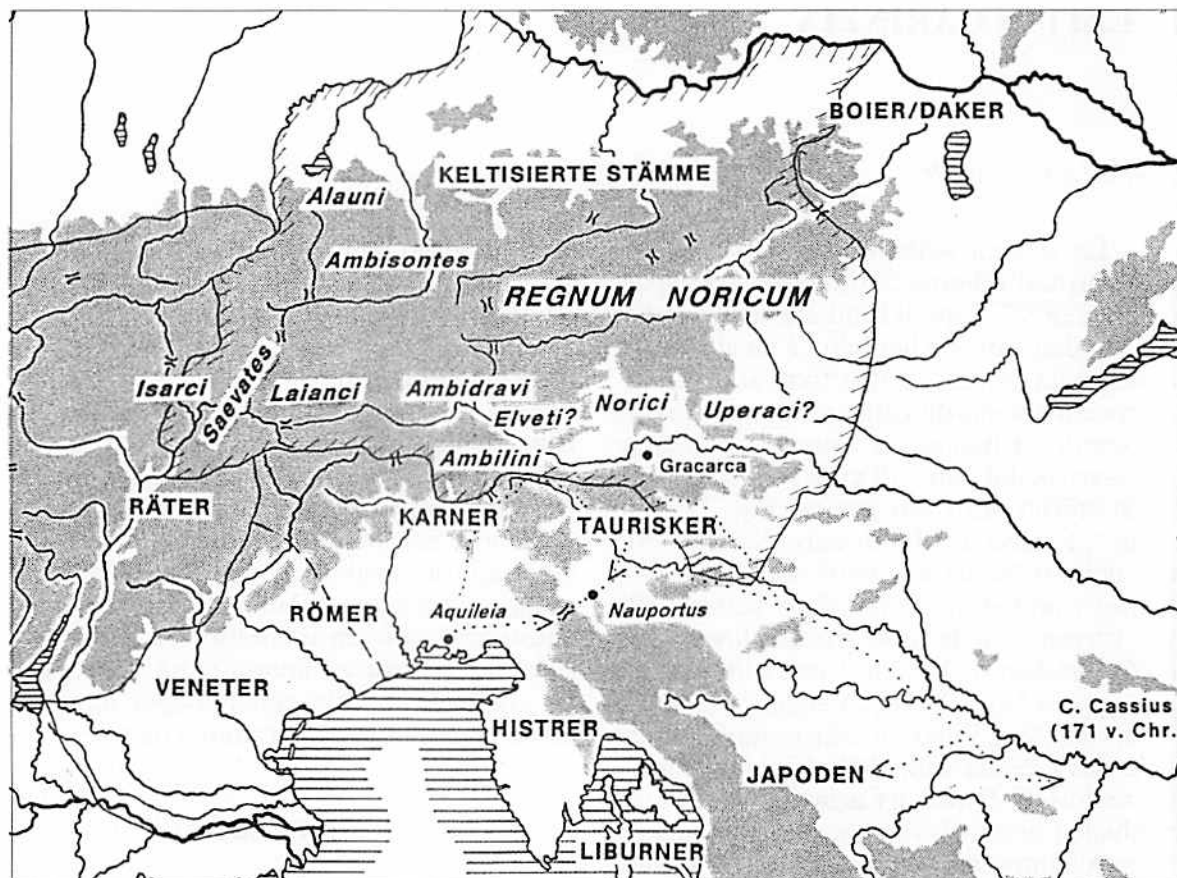 BOIER/DAKER
KELTISIERTE STÄMME
Alauni
Ambisontes
REGNUM NORICUM
Isarci
Saevates
Laianci
Ambidravi
Elveti?
Norici
Uperaci?
Ambilini
Gracarca
RÄTER
KARNER
TAURISKER
RÖMER
Aquileia
Nauportus
VENETER
HISTRER
C. Cassius
(171 v. Chr.
JAPODEN
LIBURNER